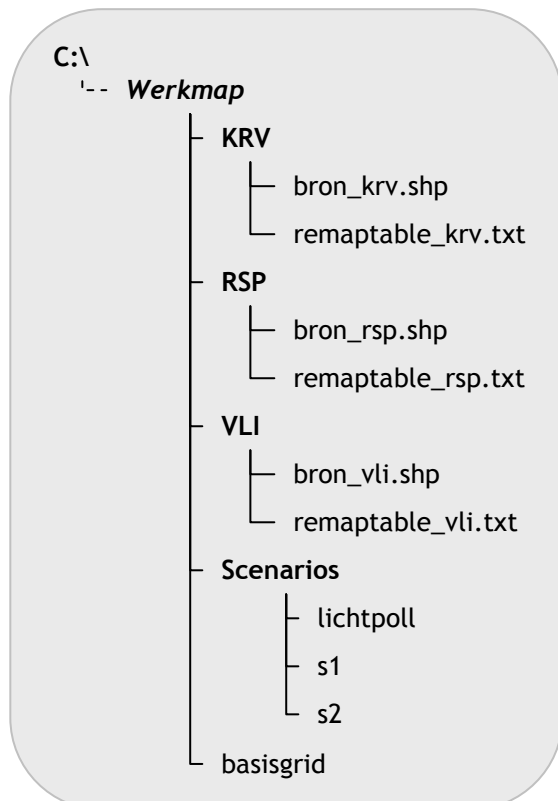 C:\
'-- Werkmap
KRV
bron_krv.shp
remaptable_krv.txt
RSP
bron_rsp.shp
remaptable_rsp.txt
VLI
bron_vli.shp
remaptable_vli.txt
Scenarios
lichtpoll
s1
s2
basisgrid